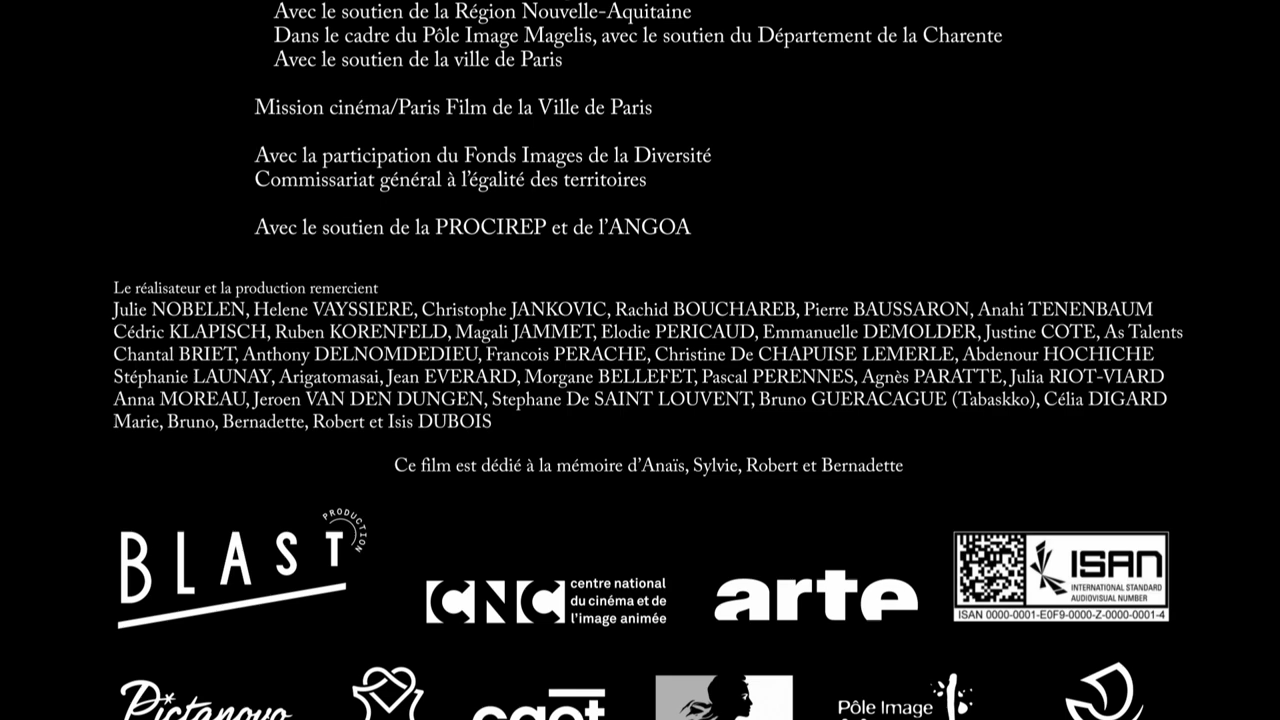 Avec le soutien de la Région Nouvelle-Aquitaine
Dans le cadre du Pôle Image Magelis, avec le soutien du Département de la Charente
Avec le soutien de la ville de Paris
Mission cinéma/Paris Film de la Ville de Paris
Avec la participation du Fonds Images de la Diversité
Commissariat général à l'égalité des territoires
Avec le soutien de la PROCIREP et de l'ANGOA
Le réalisateur et la production remercient
Julie NOBELEN, Helene VAYSSIERE, Christophe JANKOVIC, Rachid BOUCHAREB, Pierre BAUSSARON, Anahi TENENBAUM
Cédric KLAPISCH, Ruben KORENFELD, Magali JAMMET, Elodie PERICAUD, Emmanuelle DEMOLDER, Justine COTE, As Talents
Chantal BRIET, Anthony DELNOMDEDIEU, Francois PERACHE, Christine De CHAPUISE LEMERLE, Abdenour HOCHICHE
Stéphanie LAUNAY, Arigatomasai, Jean EVERARD, Morgane BELLEFET, Pascal PERENNES, Agnès PARATTE, Julia RIOT-VIARD
Anna MOREAU, Jeroen VAN DEN DUNGEN, Stephane De SAINT LOUVENT, Bruno GUERACAGUE (Tabaskko), Célia DIGARD
Marie, Bruno, Bernadette, Robert et Isis DUBOIS
Ce film est dédié à la mémoire d'Anaïs, Sylvie, Robert et Bernadette
BLAST PRODUCTION
CNC centre national
du cinéma et de
l'image animée
arte
ISAN
INTERNATIONAL STANDARD
AUDIOVISUAL NUMBER
ISAN 0000-0001-E0F9-0000-Z-0000-0001-4
Pictanovo
cget
Pôle Image